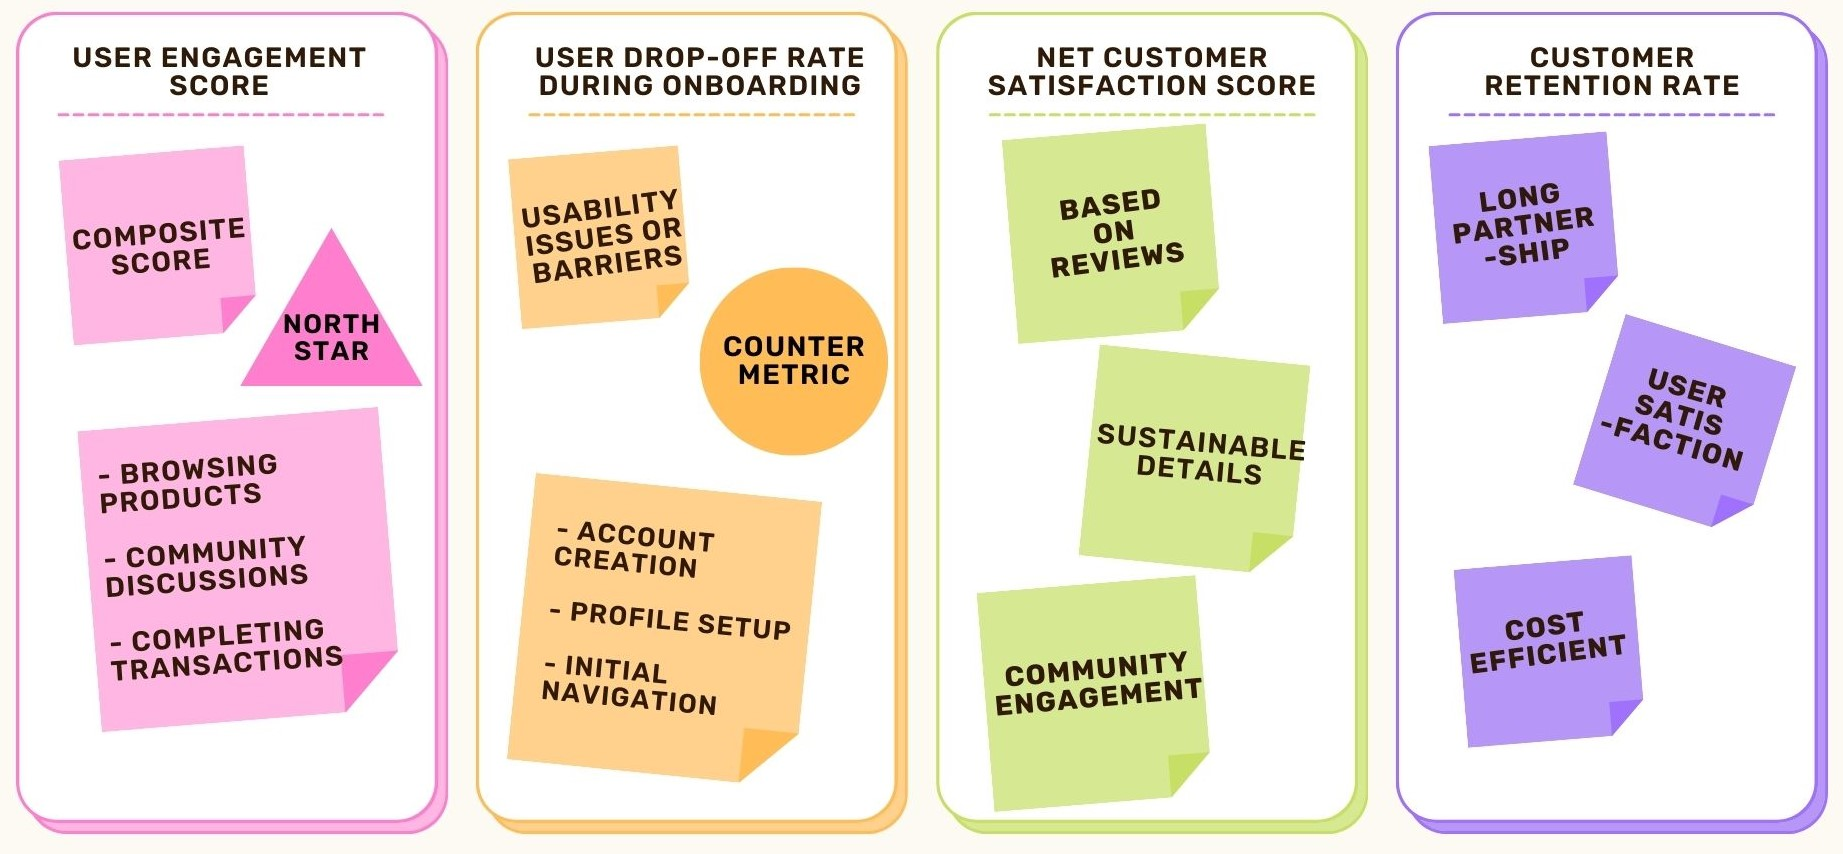 USER ENGAGEMENT
SCORE
COMPOSITE
SCORE
NORTH
STAR
- BROWSING
PRODUCTS
- COMMUNITY
DISCUSSIONS
- COMPLETING
TRANSACTIONS
USER DROP-OFF RATE
DURING ONBOARDING
USABILITY
ISSUES OR
BARRIERS
COUNTER
METRIC
- ACCOUNT
CREATION
- PROFILE SETUP
- INITIAL
NAVIGATION
NET CUSTOMER
SATISFACTION SCORE
BASED
ON
REVIEWS
SUSTAINABLE
DETAILS
COMMUNITY
ENGAGEMENT
CUSTOMER
RETENTION RATE
LONG
PARTNER
-SHIP
USER
SATIS
-FACTION
COST
EFFICIENT